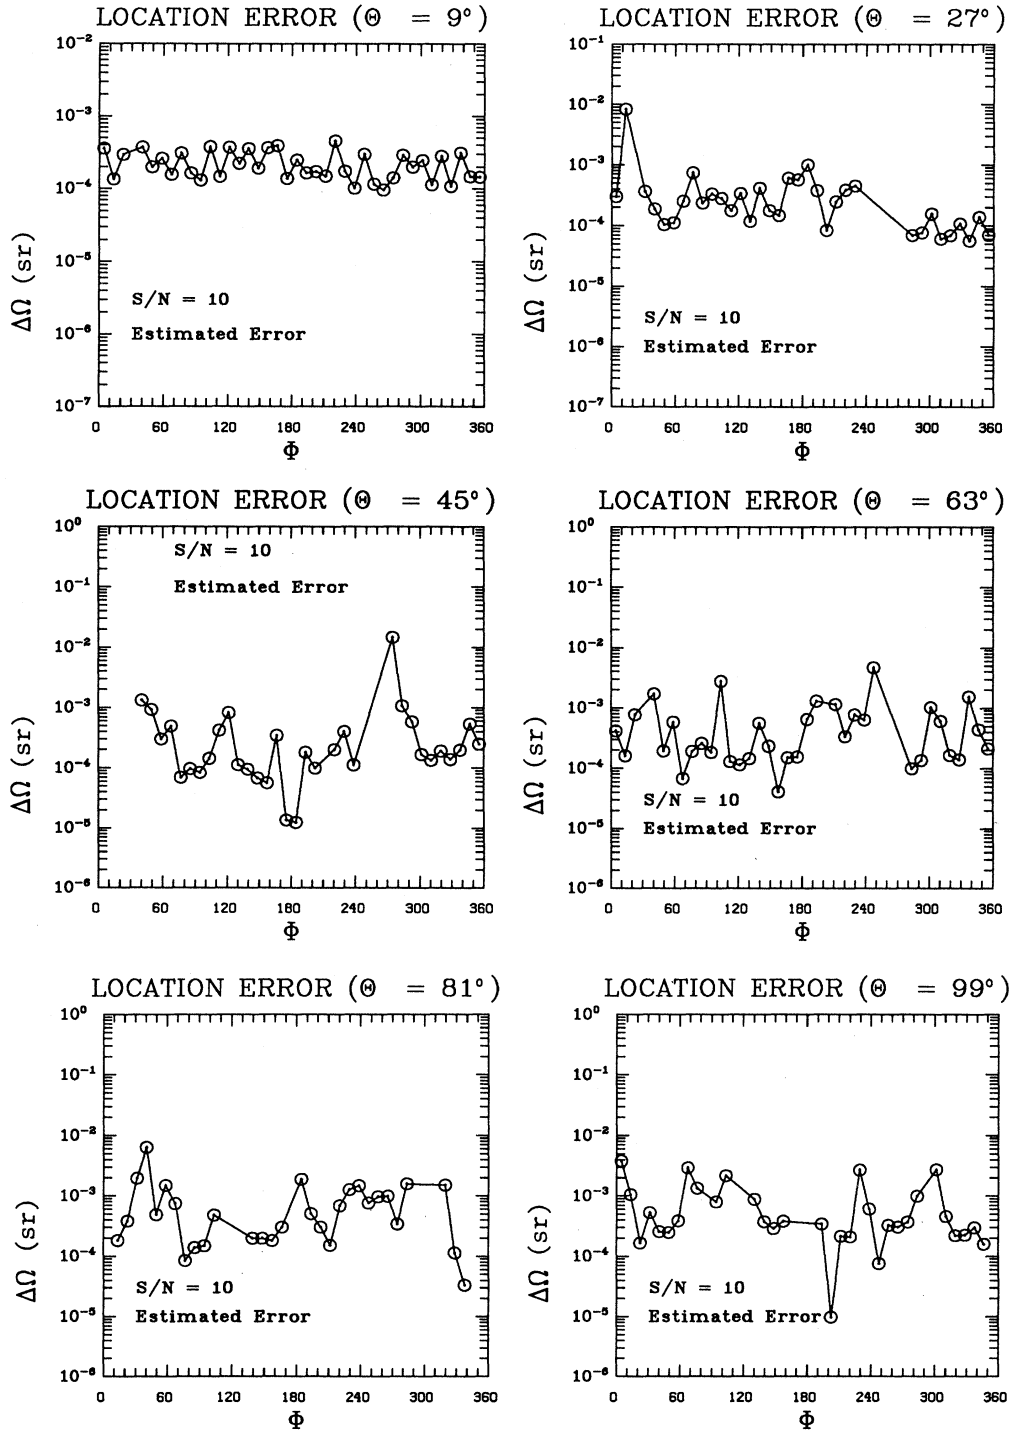 LOCATION ERROR (Θ = 9°)
10⁻²
10⁻³
10⁻⁴
10⁻⁵
10⁻⁶
10⁻⁷
ΔΩ (sr)
S/N = 10
Estimated Error
0 60 120 180 240 300 360
Φ
LOCATION ERROR (Θ = 27°)
10⁻¹
10⁻²
10⁻³
10⁻⁴
10⁻⁵
10⁻⁶
10⁻⁷
ΔΩ (sr)
S/N = 10
Estimated Error
0 60 120 180 240 300 360
Φ
LOCATION ERROR (Θ = 45°)
10⁰
10⁻¹
10⁻²
10⁻³
10⁻⁴
10⁻⁵
10⁻⁶
ΔΩ (sr)
S/N = 10
Estimated Error
0 60 120 180 240 300 360
Φ
LOCATION ERROR (Θ = 63°)
10⁰
10⁻¹
10⁻²
10⁻³
10⁻⁴
10⁻⁵
10⁻⁶
ΔΩ (sr)
S/N = 10
Estimated Error
0 60 120 180 240 300 360
Φ
LOCATION ERROR (Θ = 81°)
10⁰
10⁻¹
10⁻²
10⁻³
10⁻⁴
10⁻⁵
10⁻⁶
ΔΩ (sr)
S/N = 10
Estimated Error
0 60 120 180 240 300 360
Φ
LOCATION ERROR (Θ = 99°)
10⁰
10⁻¹
10⁻²
10⁻³
10⁻⁴
10⁻⁵
10⁻⁶
ΔΩ (sr)
S/N = 10
Estimated Error
0 60 120 180 240 300 360
Φ